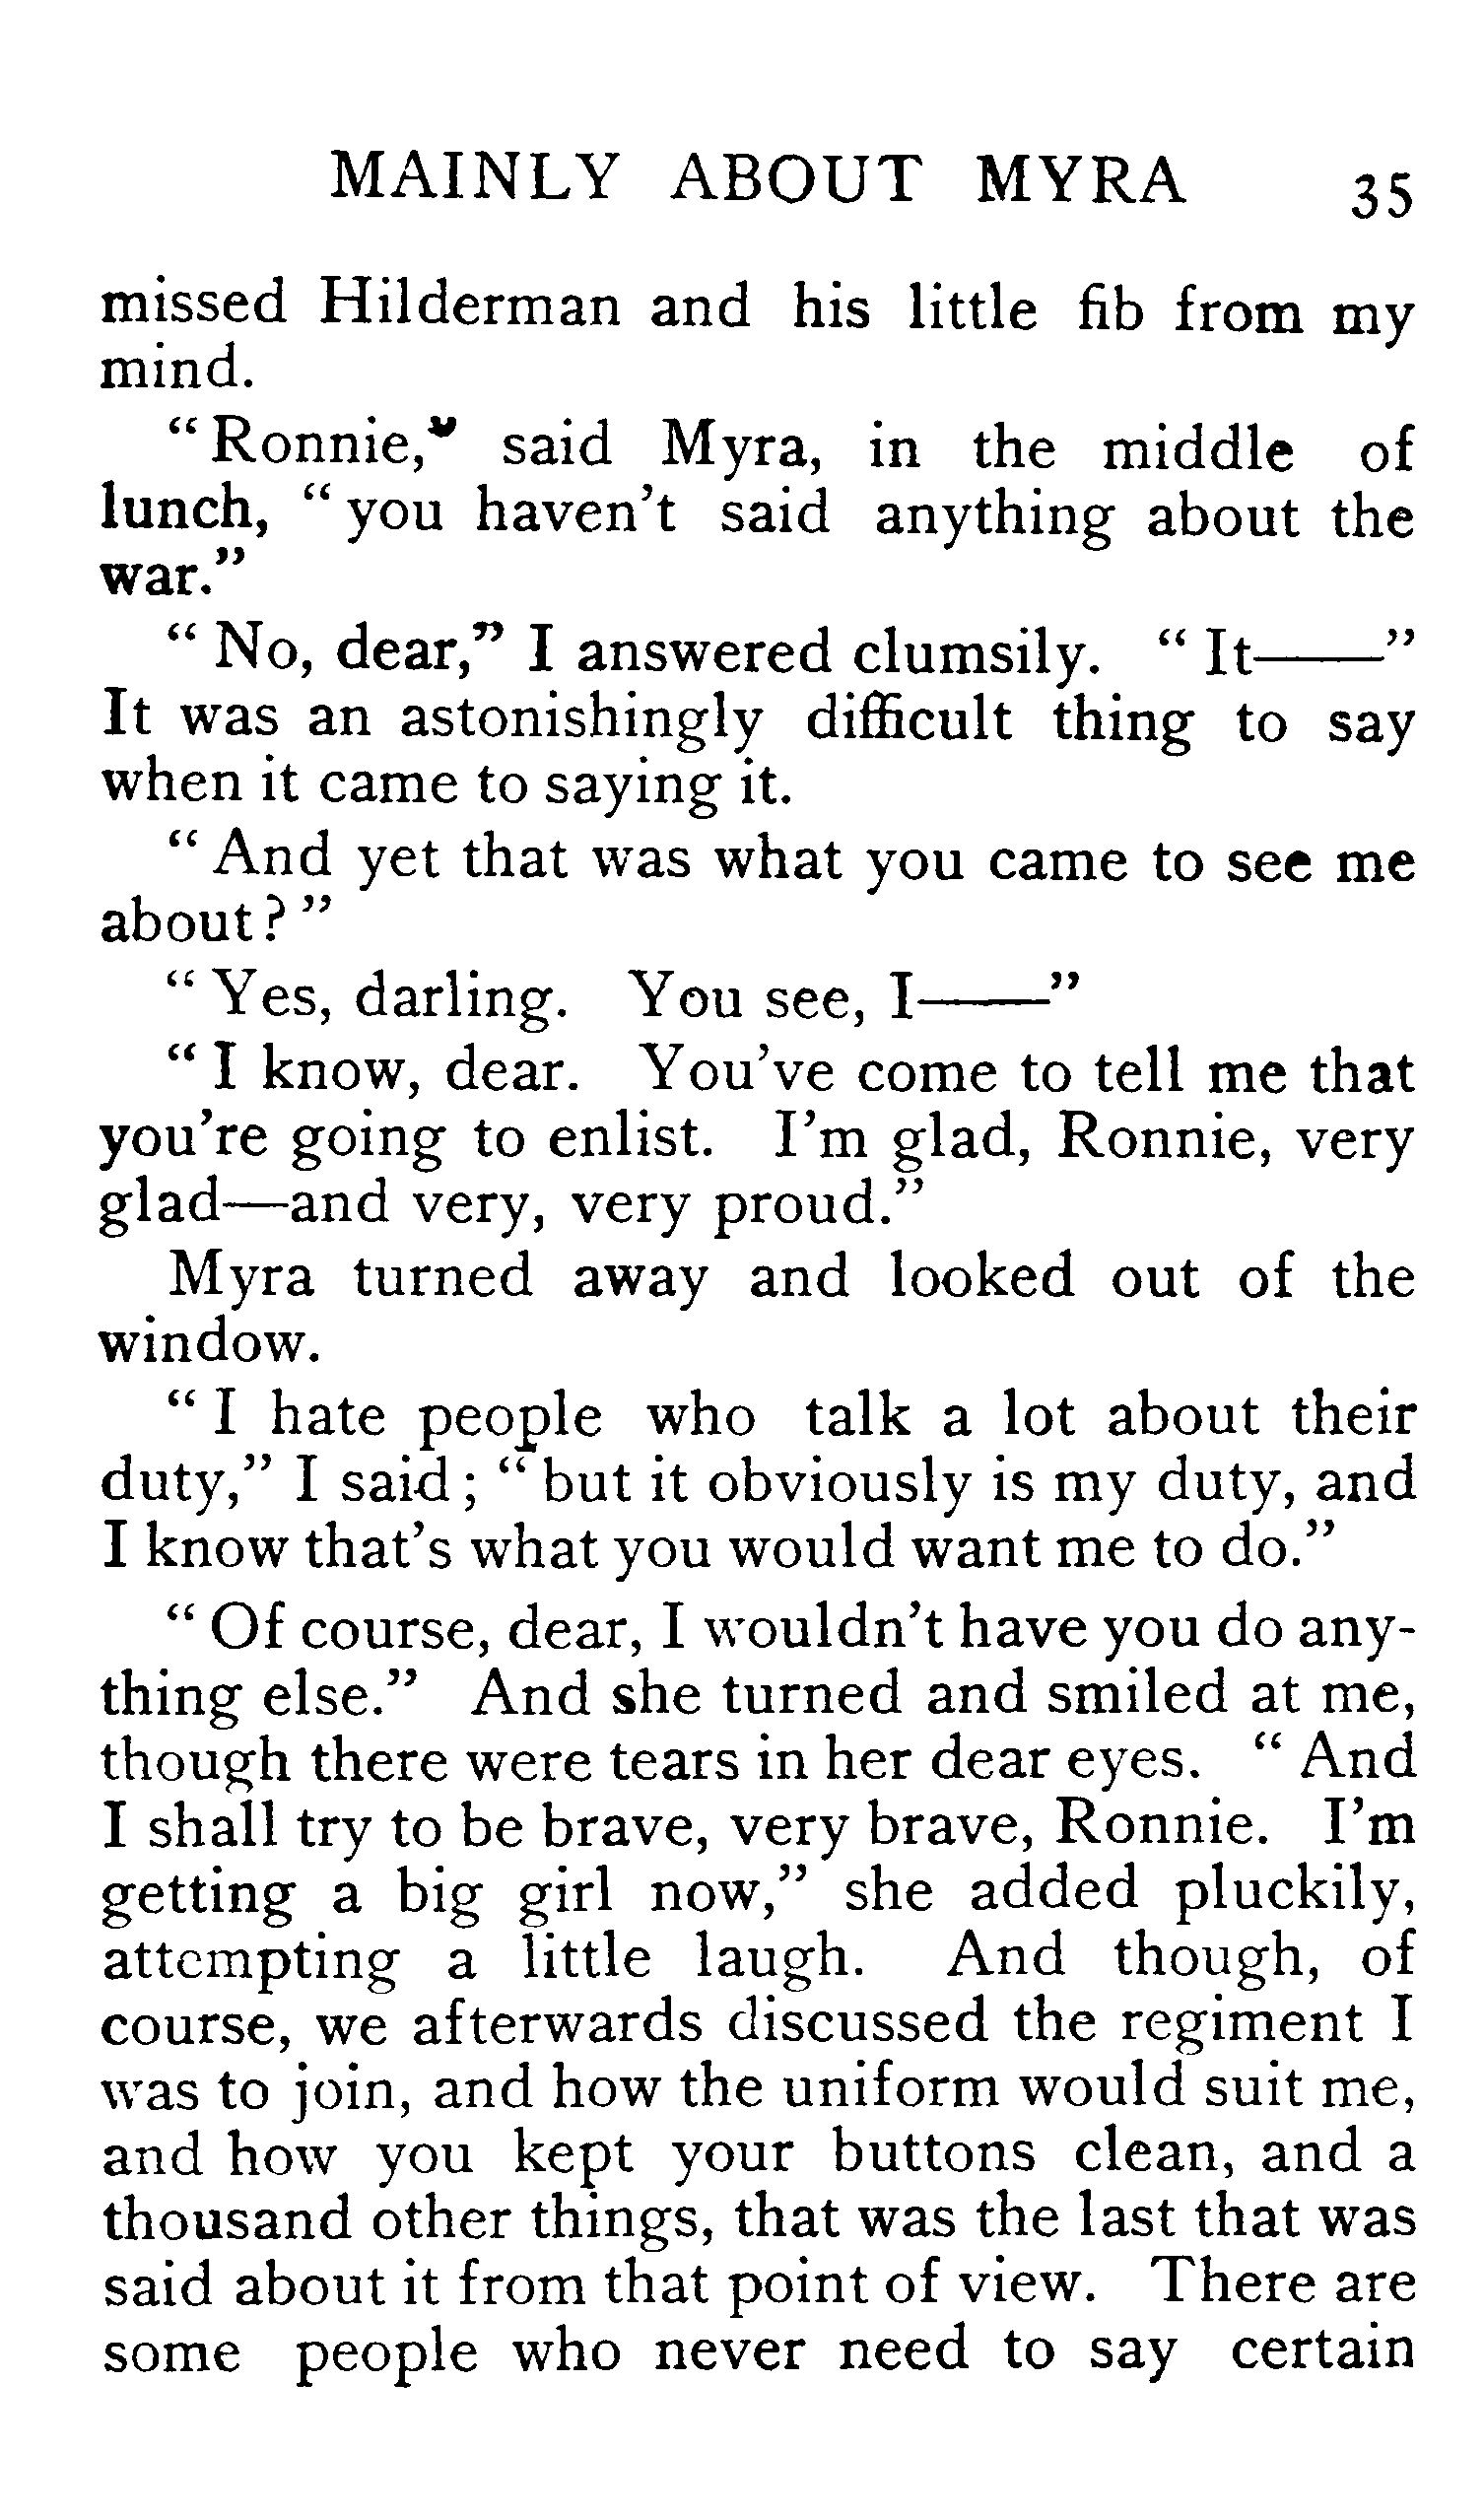 MAINLY ABOUT MYRA 35
missed Hilderman and his little fib from my
mind.
“Ronnie,” said Myra, in the middle of
lunch, “you haven't said anything about the
war.”
“No, dear,” I answered clumsily. “It——”
It was an astonishingly difficult thing to say
when it came to saying it.
“And yet that was what you came to see me
about?”
“Yes, darling. You see, I——”
“I know, dear. You've come to tell me that
you're going to enlist. I'm glad, Ronnie, very
glad—and very, very proud.”
Myra turned away and looked out of the
window.
“I hate people who talk a lot about their
duty,” I said; “but it obviously is my duty, and
I know that's what you would want me to do.”
“Of course, dear, I wouldn't have you do any-
thing else.” And she turned and smiled at me,
though there were tears in her dear eyes. “And
I shall try to be brave, very brave, Ronnie. I'm
getting a big girl now,” she added pluckily,
attempting a little laugh. And though, of
course, we afterwards discussed the regiment I
was to join, and how the uniform would suit me,
and how you kept your buttons clean, and a
thousand other things, that was the last that was
said about it from that point of view. There are
some people who never need to say certain